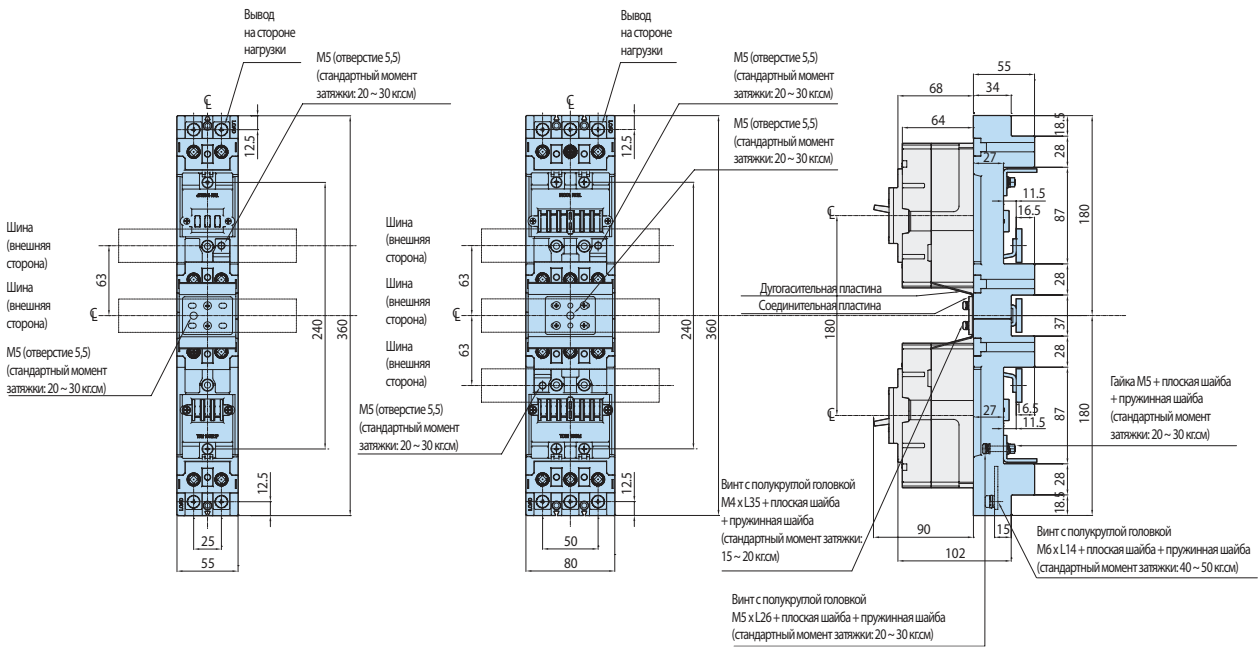 Вывод
на стороне
нагрузки
М5 (отверстие 5,5)
(стандартный момент
затяжки: 20 ~ 30 кг.см)
12.5
Шина
(внешняя
сторона)
63
Шина
(внешняя
сторона)
240
360
М5 (отверстие 5,5)
(стандартный момент
затяжки: 20 ~ 30 кг.см)
12.5
25
55
Вывод
на стороне
нагрузки
М5 (отверстие 5,5)
(стандартный момент
затяжки: 20 ~ 30 кг.см)
М5 (отверстие 5,5)
(стандартный момент
затяжки: 20 ~ 30 кг.см)
12.5
Шина
(внешняя
сторона)
63
Шина
(внешняя
сторона)
240
360
Шина
(внешняя
сторона)
63
М5 (отверстие 5,5)
(стандартный момент
затяжки: 20 ~ 30 кг.см)
12.5
50
80
55
68
34
64
18.5
28
27
11.5
16.5
87
180
28
Дугогасительная пластина
Соединительная пластина
180
37
28
Гайка М5 + плоская шайба
+ пружинная шайба
(стандартный момент
затяжки: 20 ~ 30 кг.см)
27
16.5
11.5
87
180
28
18.5
15
90
102
Винт с полукруглой головкой
М4 x L35 + плоская шайба
+ пружинная шайба
(стандартный момент затяжки:
15 ~ 20 кг.см)
Винт с полукруглой головкой
М6 x L14 + плоская шайба + пружинная шайба
(стандартный момент затяжки: 40 ~ 50 кг.см)
Винт с полукруглой головкой
М5 x L26 + плоская шайба + пружинная шайба
(стандартный момент затяжки: 20 ~ 30 кг.см)